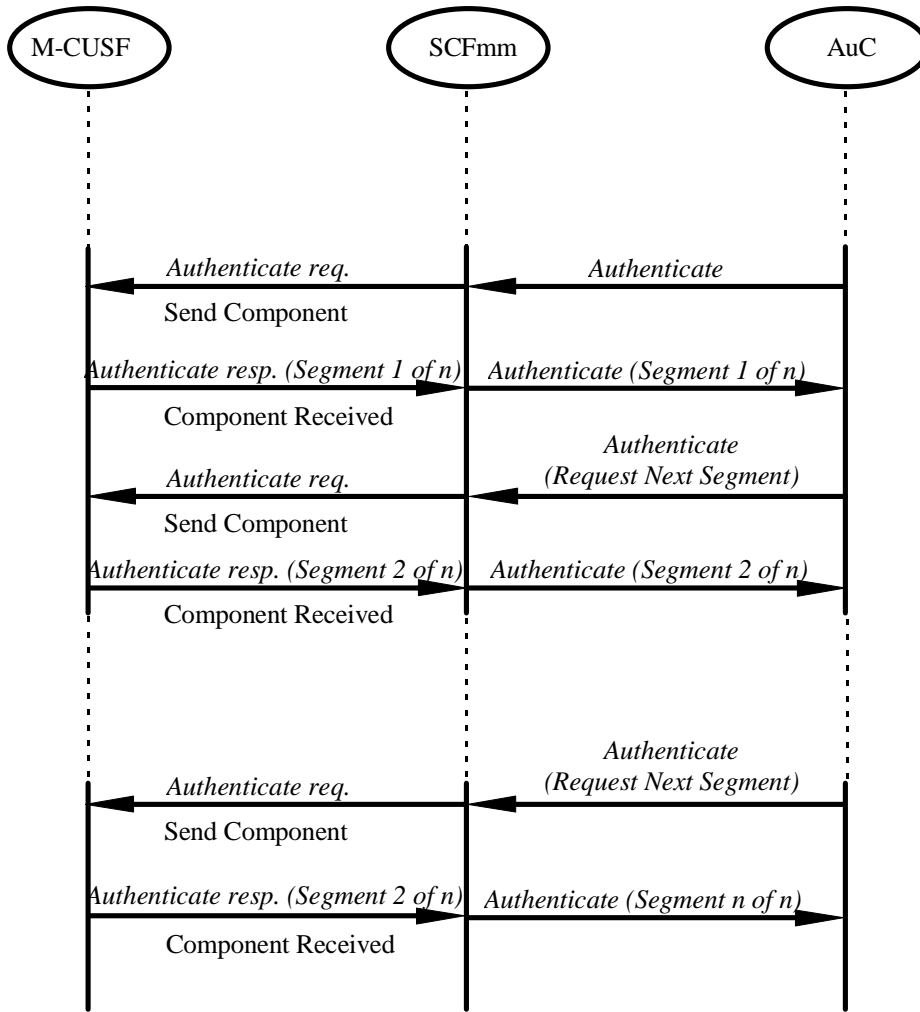 M-CUSF
SCFmm
AuC
Authenticate req.
Authenticate
Send Component
Authenticate resp. (Segment 1 of n)
Authenticate (Segment 1 of n)
Component Received
Authenticate
(Request Next Segment)
Authenticate req.
Send Component
Authenticate resp. (Segment 2 of n)
Authenticate (Segment 2 of n)
Component Received
Authenticate
(Request Next Segment)
Authenticate req.
Send Component
Authenticate resp. (Segment 2 of n)
Authenticate (Segment n of n)
Component Received